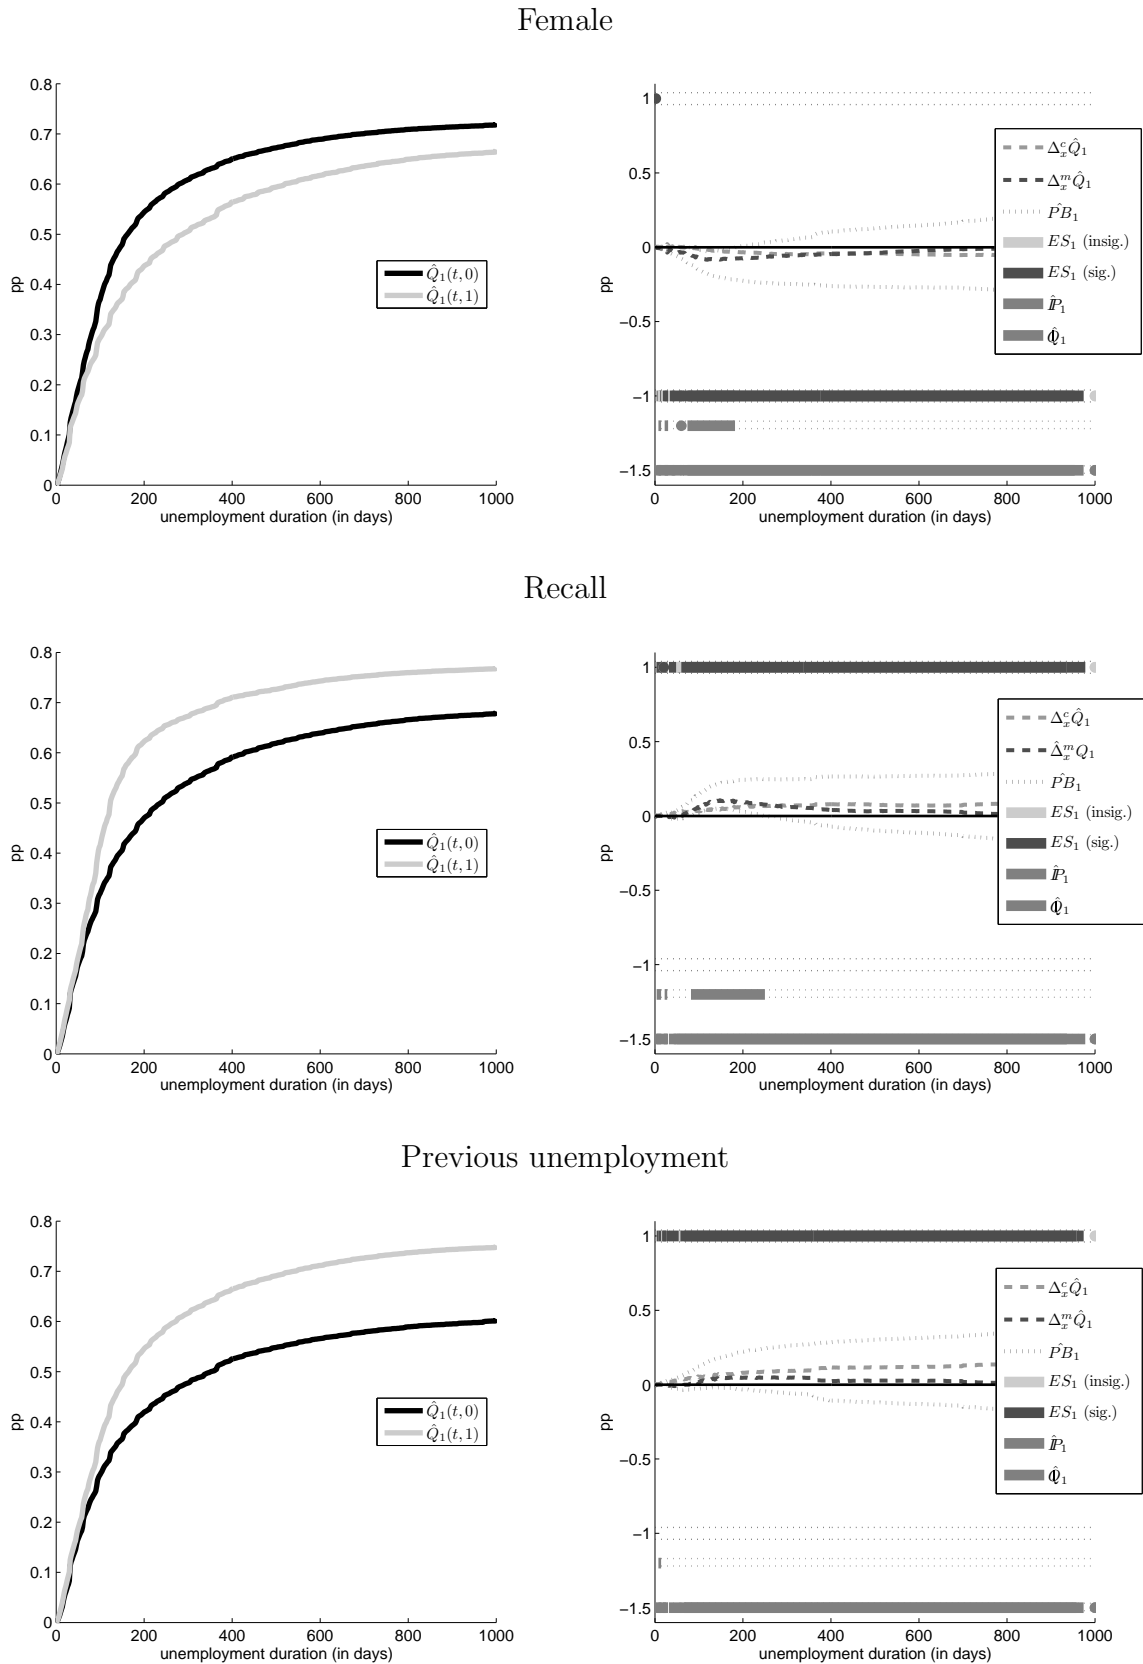 Female
0.8
0.7
0.6
0.5
0.4
0.3
0.2
0.1
0
pp
0 200 400 600 800 1000
unemployment duration (in days)
Q̂₁(t, 0)
Q̂₁(t, 1)
1
0.5
0
−0.5
−1
−1.5
pp
0 200 400 600 800 1000
unemployment duration (in days)
Δᶜₓ Q̂₁
Δᵐₓ Q̂₁
P̂B₁
ES₁ (insig.)
ES₁ (sig.)
Recall
0.8
0.7
0.6
0.5
0.4
0.3
0.2
0.1
0
pp
0 200 400 600 800 1000
unemployment duration (in days)
Q̂₁(t, 0)
Q̂₁(t, 1)
1
0.5
0
−0.5
−1
−1.5
pp
0 200 400 600 800 1000
unemployment duration (in days)
Δᶜₓ Q̂₁
Δ̂ᵐₓ Q₁
P̂B₁
ES₁ (insig.)
ES₁ (sig.)
Previous unemployment
0.8
0.7
0.6
0.5
0.4
0.3
0.2
0.1
0
pp
0 200 400 600 800 1000
unemployment duration (in days)
Q̂₁(t, 0)
Q̂₁(t, 1)
1
0.5
0
−0.5
−1
−1.5
pp
0 200 400 600 800 1000
unemployment duration (in days)
Δᶜₓ Q̂₁
Δᵐₓ Q̂₁
P̂B₁
ES₁ (insig.)
ES₁ (sig.)